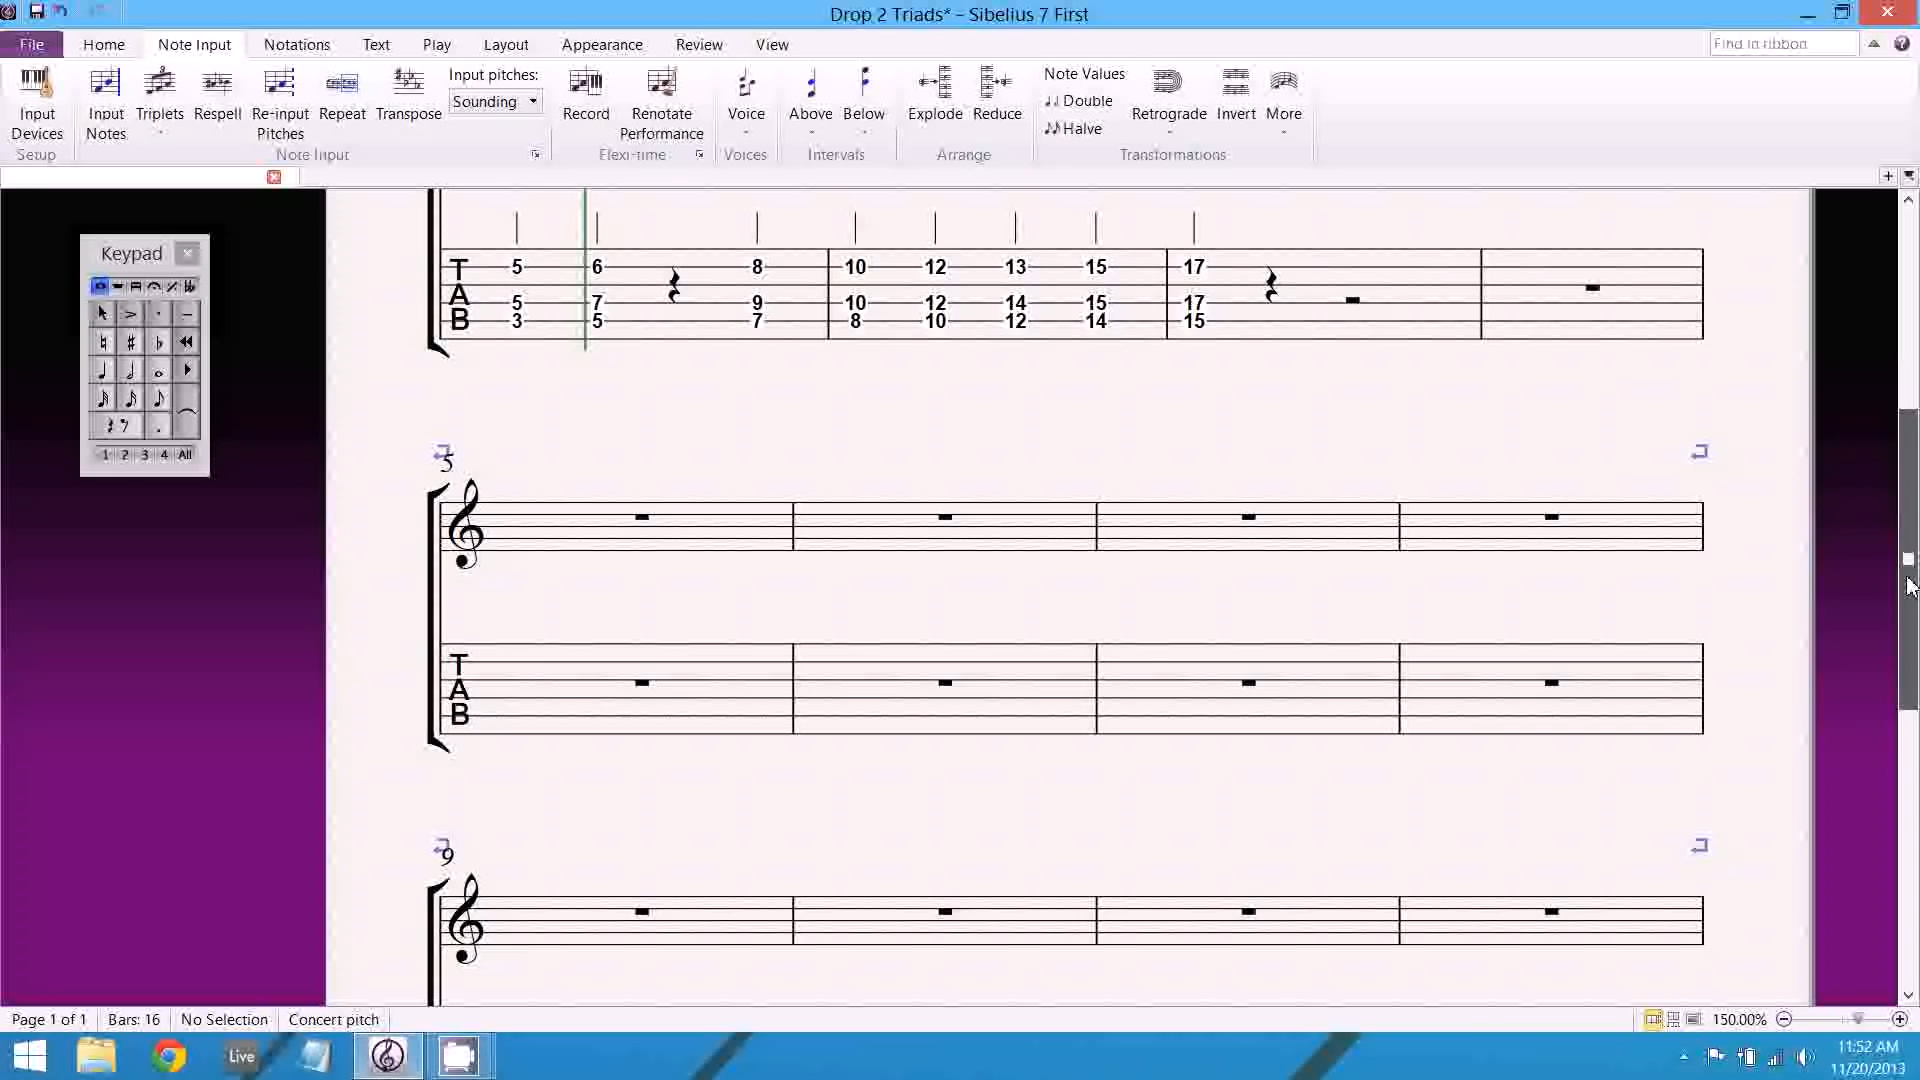 Drop 2 Triads* - Sibelius 7 First
File Home Note Input Notations Text Play Layout Appearance Review View Find in ribbon
Input Devices Input Notes Triplets Respell Re-input Pitches Repeat Transpose Input pitches: Sounding Record Renotate Performance Voice Above Below Explode Reduce Note Values Double Halve Retrograde Invert More
Setup Note Input Flexi-time Voices Intervals Arrange Transformations
Keypad
1 2 3 4 All
T 5 6 8 10 12 13 15 17
A 5 7 9 10 12 14 15 17
B 3 5 7 8 10 12 14 15
5
T
A
B
9
Page 1 of 1 Bars: 16 No Selection Concert pitch 150.00%
Live 11:52 AM
11/20/2013